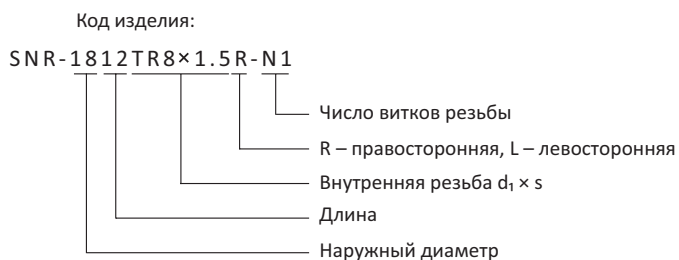 Код изделия:
SNR-1812TR8×1.5R-N1
Число витков резьбы
R – правосторонняя, L – левосторонняя
Внутренняя резьба d₁ × s
Длина
Наружный диаметр